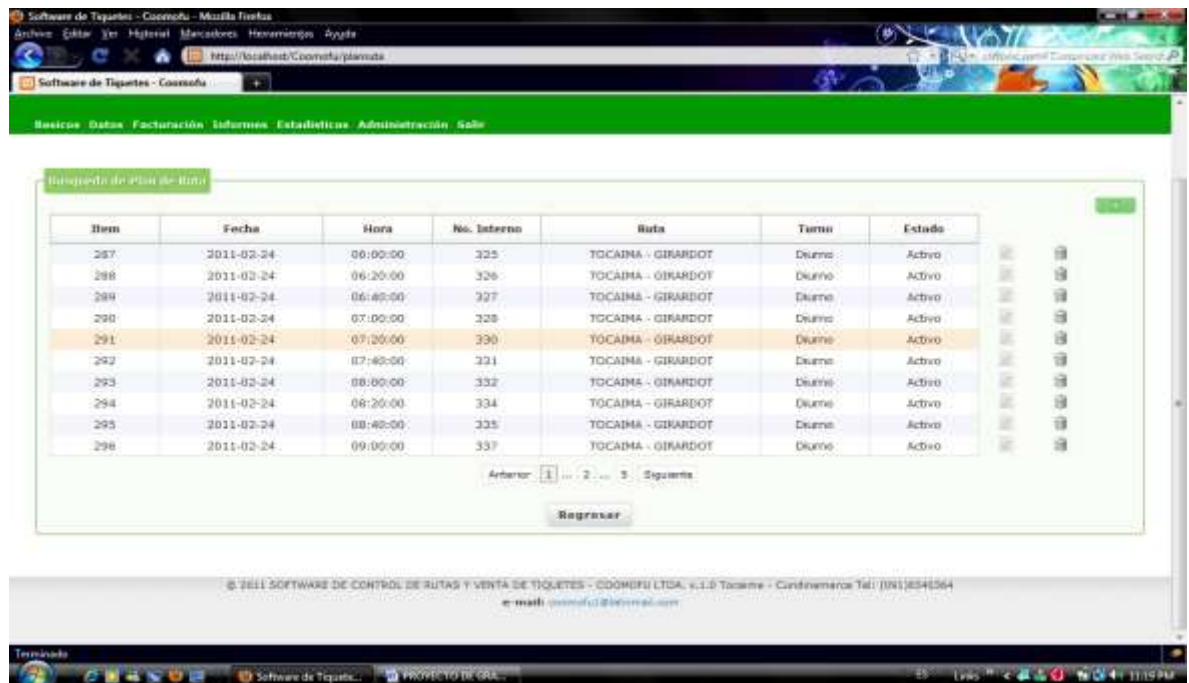 Software de Tiquetes - Coomofu - Mozilla Firefox
Archivo Editar Ver Historial Marcadores Herramientas Ayuda
http://localhost/Coomofu/planruta
Software de Tiquetes - Coomofu +
Basicos Datos Facturación Informes Estadisticas Administración Salir
Busqueda de Plan de Ruta
Item Fecha Hora No. Interno Ruta Turno Estado
287 2011-02-24 06:00:00 325 TOCAIMA - GIRARDOT Diurno Activo
288 2011-02-24 06:20:00 326 TOCAIMA - GIRARDOT Diurno Activo
289 2011-02-24 06:40:00 327 TOCAIMA - GIRARDOT Diurno Activo
290 2011-02-24 07:00:00 328 TOCAIMA - GIRARDOT Diurno Activo
291 2011-02-24 07:20:00 330 TOCAIMA - GIRARDOT Diurno Activo
292 2011-02-24 07:40:00 331 TOCAIMA - GIRARDOT Diurno Activo
293 2011-02-24 08:00:00 332 TOCAIMA - GIRARDOT Diurno Activo
294 2011-02-24 08:20:00 334 TOCAIMA - GIRARDOT Diurno Activo
295 2011-02-24 08:40:00 335 TOCAIMA - GIRARDOT Diurno Activo
296 2011-02-24 09:00:00 337 TOCAIMA - GIRARDOT Diurno Activo
Anterior 1 ... 2 ... 5 Siguiente
Regresar
© 2011 SOFTWARE DE CONTROL DE RUTAS Y VENTA DE TIQUETES - COOMOFU LTDA. v.1.0 Tocaima - Cundinamarca Tel: (091)8340364
e-mail:
Terminado
Software de Tiquete... PROYECTO DE GRA... ES Links 11:19 PM